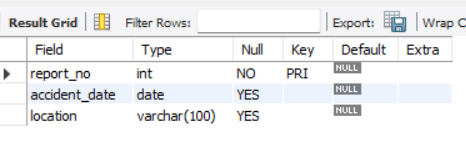 Result Grid Filter Rows: Export: Wrap C
Field Type Null Key Default Extra
report_no int NO PRI NULL
accident_date date YES NULL
location varchar(100) YES NULL